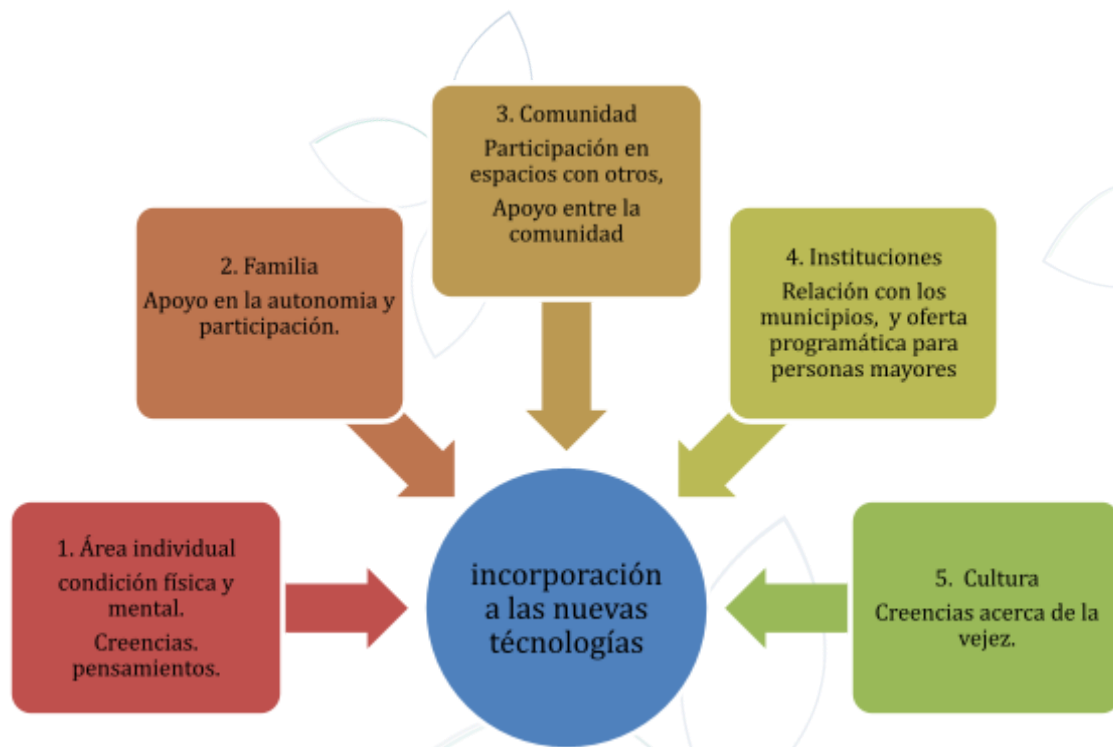 1. Área individual
condición física y
mental.
Creencias.
pensamientos.
2. Familia
Apoyo en la autonomia y
participación.
3. Comunidad
Participación en
espacios con otros,
Apoyo entre la
comunidad
4. Instituciones
Relación con los
municipios, y oferta
programática para
personas mayores
5. Cultura
Creencias acerca de la
vejez.
incorporación
a las nuevas
técnologías